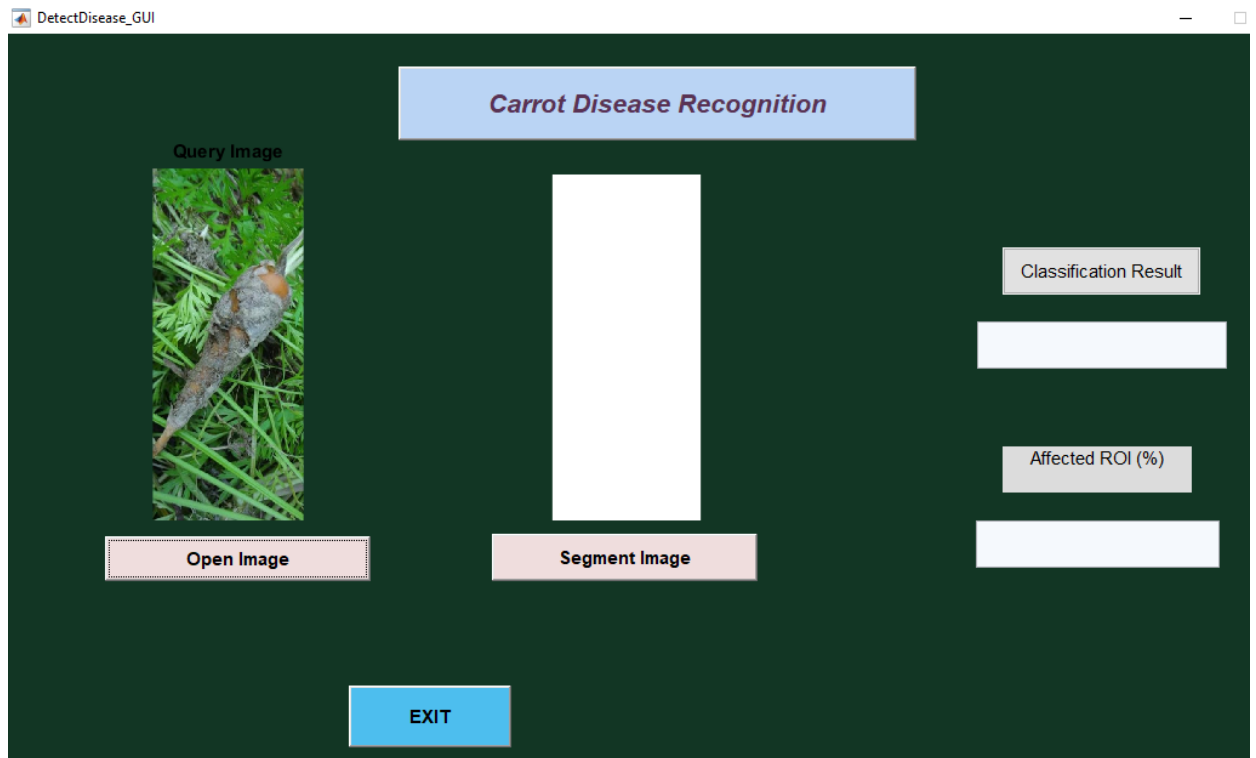 DetectDisease_GUI
Carrot Disease Recognition
Query Image
Classification Result
Affected ROI (%)
Open Image
Segment Image
EXIT